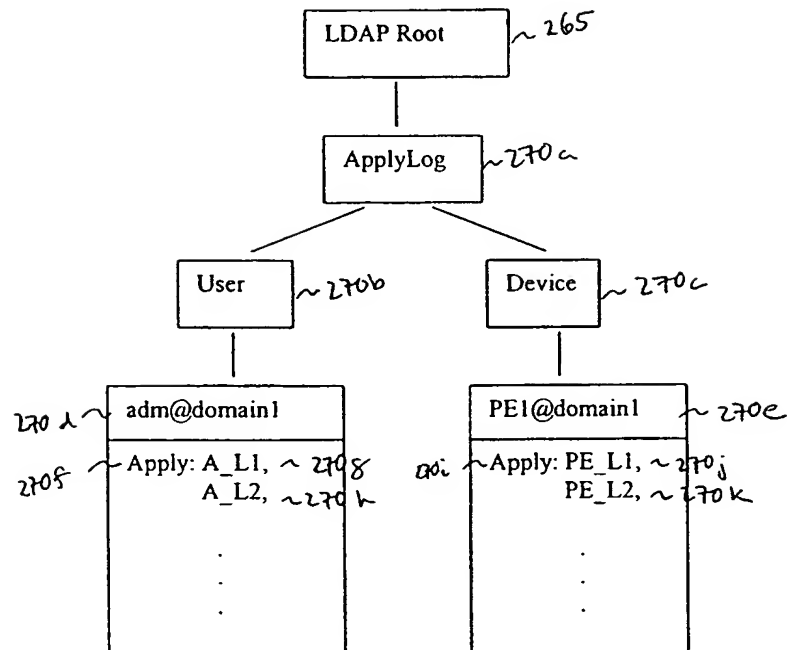 LDAP Root ~ 265
ApplyLog ~270a
User ~270b
Device ~270c
270d ~ adm@domain1
PE1@domain1 ~270e
270f ~ Apply: A_L1, ~270g
A_L2, ~270h
270i ~ Apply: PE_L1, ~270j
PE_L2, ~270k